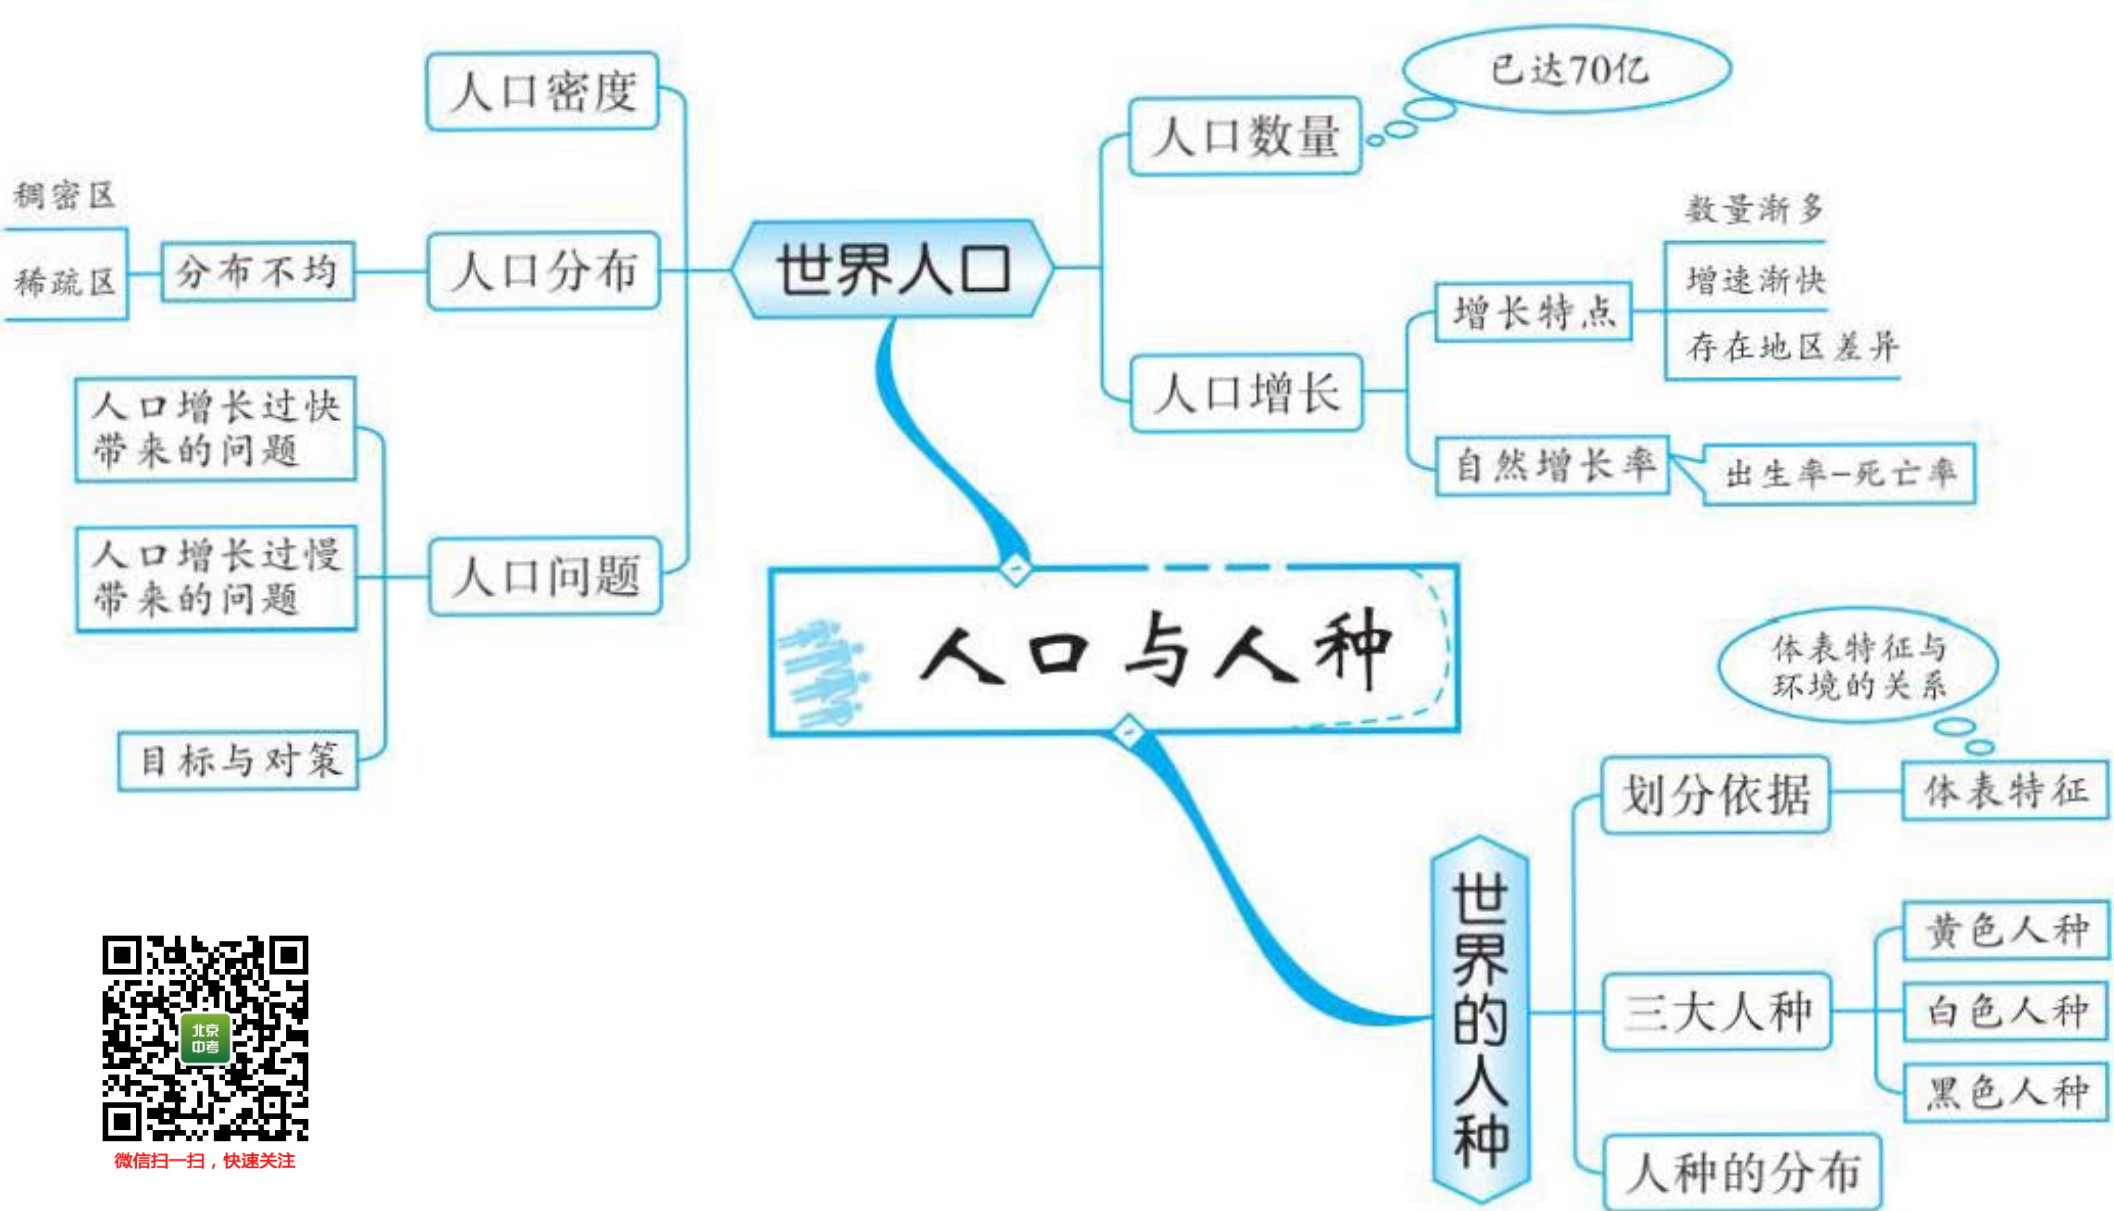 人口与人种
世界人口
人口数量
已达70亿
人口增长
增长特点
数量渐多
增速渐快
存在地区差异
自然增长率
出生率-死亡率
人口密度
人口分布
分布不均
稠密区
稀疏区
人口问题
人口增长过快
带来的问题
人口增长过慢
带来的问题
目标与对策
世界的人种
划分依据
体表特征
体表特征与
环境的关系
三大人种
黄色人种
白色人种
黑色人种
人种的分布
北京
中考
微信扫一扫，快速关注